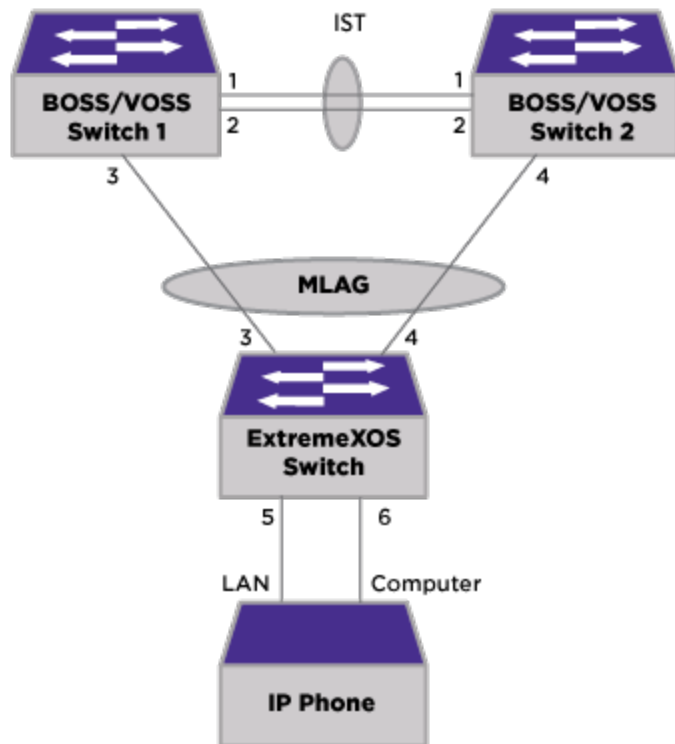 IST
1
1
BOSS/VOSS
Switch 1
2
2
BOSS/VOSS
Switch 2
3
4
MLAG
3
4
ExtremeXOS
Switch
5
6
LAN
Computer
IP Phone